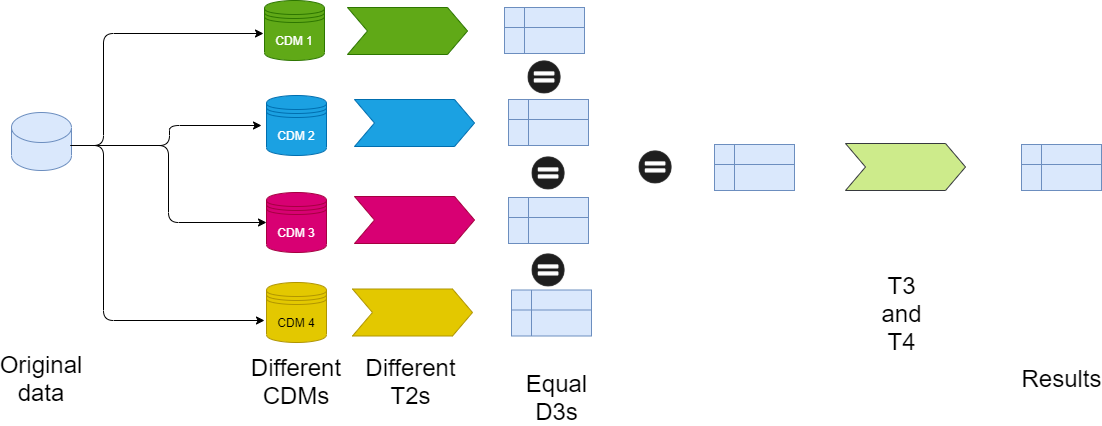 CDM 1
CDM 2
CDM 3
CDM 4
Original
data
Different
CDMs
Different
T2s
Equal
D3s
T3
and
T4
Results